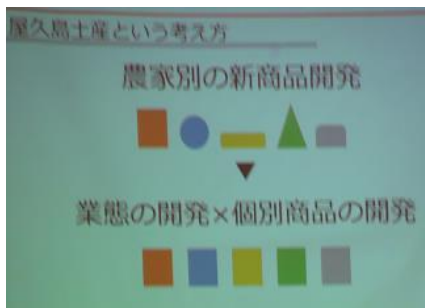 屋久島土産という考え方
農家別の新商品開発
業態の開発×個別商品の開発